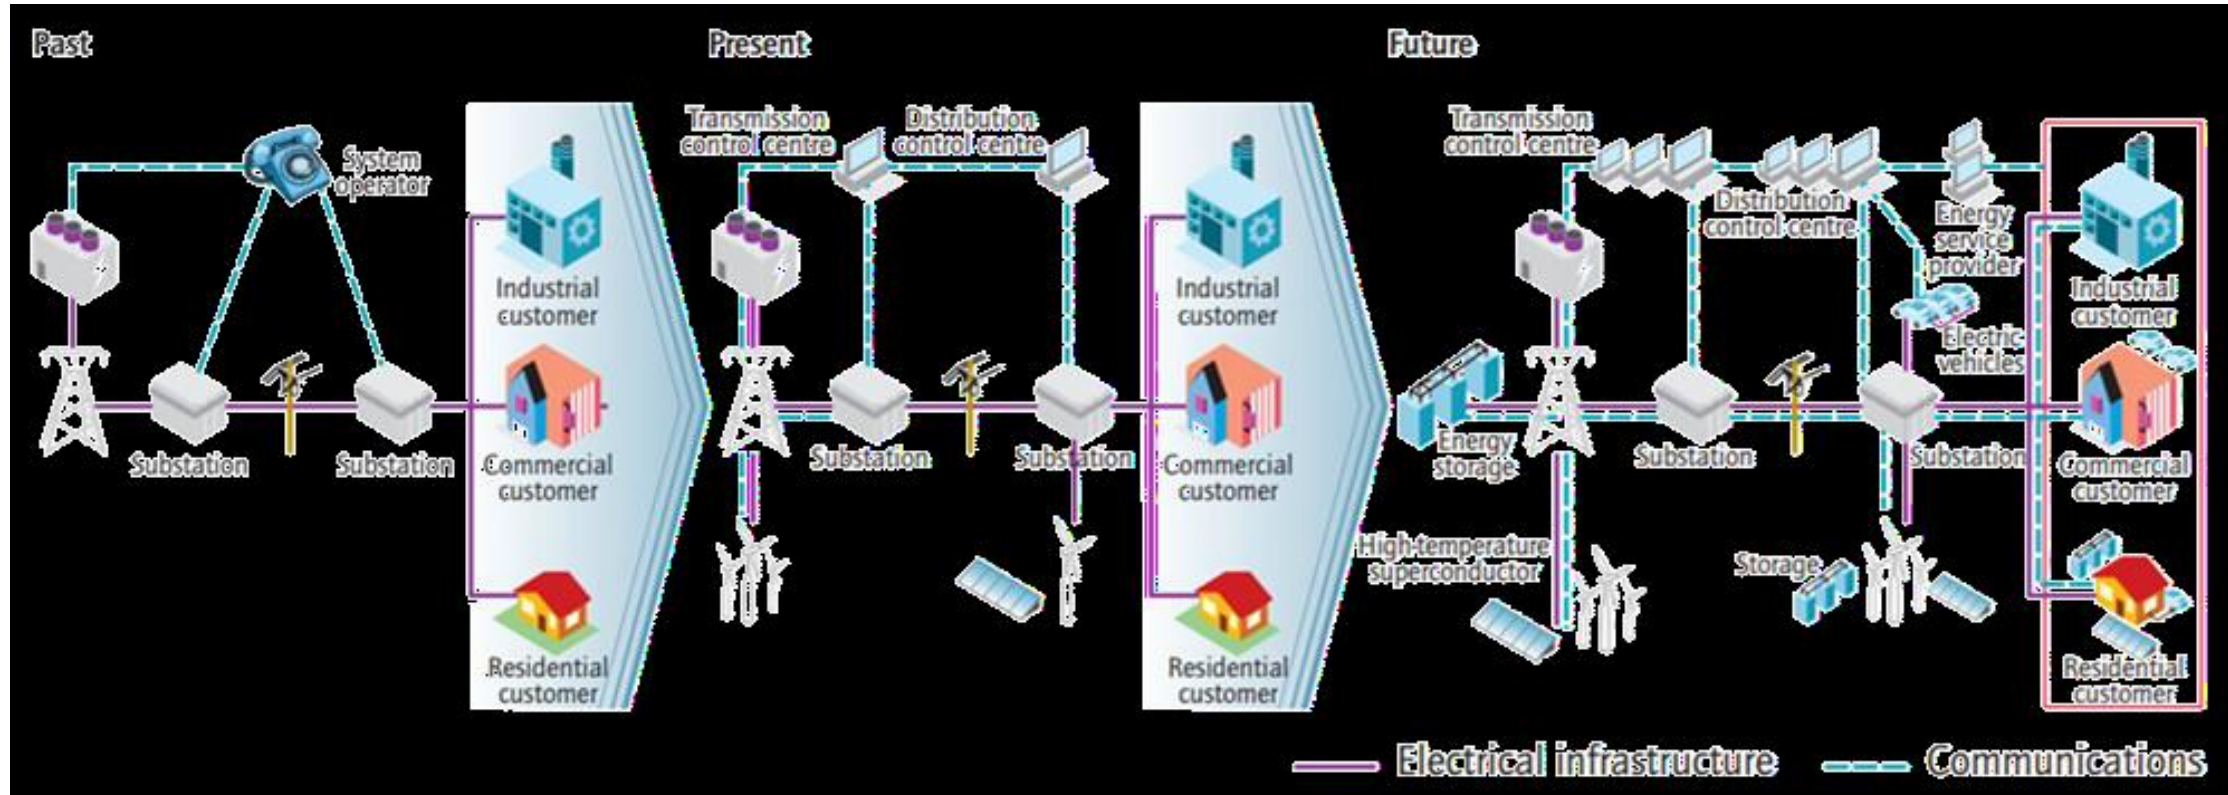 Past
System
operator
Substation
Substation
Industrial
customer
Commercial
customer
Residential
customer
Present
Transmission
control centre
Distribution
control centre
Substation
Substation
Industrial
customer
Commercial
customer
Residential
customer
Future
Transmission
control centre
Distribution
control centre
Energy
service
provider
Electric
vehicles
Energy
storage
Substation
Substation
High-temperature
superconductor
Storage
Industrial
customer
Commercial
customer
Residential
customer
Electrical infrastructure
Communications